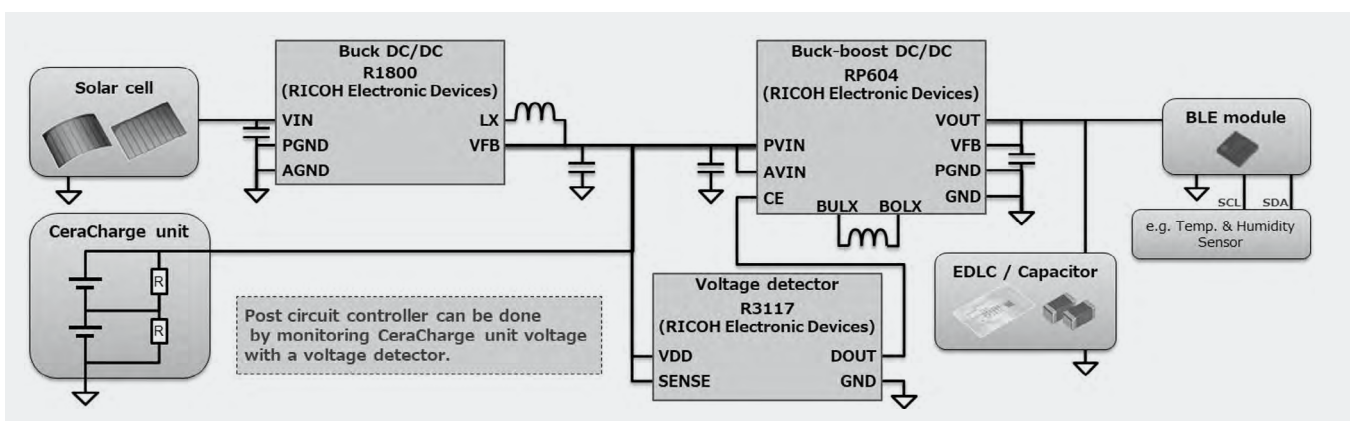 Solar cell
Buck DC/DC
R1800
(RICOH Electronic Devices)
VIN
LX
PGND
VFB
AGND
Buck-boost DC/DC
RP604
(RICOH Electronic Devices)
VOUT
PVIN
VFB
AVIN
PGND
CE
GND
BULX
BOLX
BLE module
SCL
SDA
e.g. Temp. & Humidity
Sensor
CeraCharge unit
R
R
Post circuit controller can be done
by monitoring CeraCharge unit voltage
with a voltage detector.
Voltage detector
R3117
(RICOH Electronic Devices)
VDD
DOUT
SENSE
GND
EDLC / Capacitor